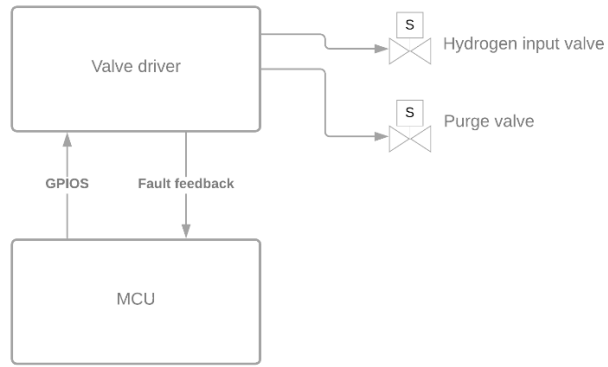 S
Hydrogen input valve
Valve driver
S
Purge valve
GPIOS
Fault feedback
MCU